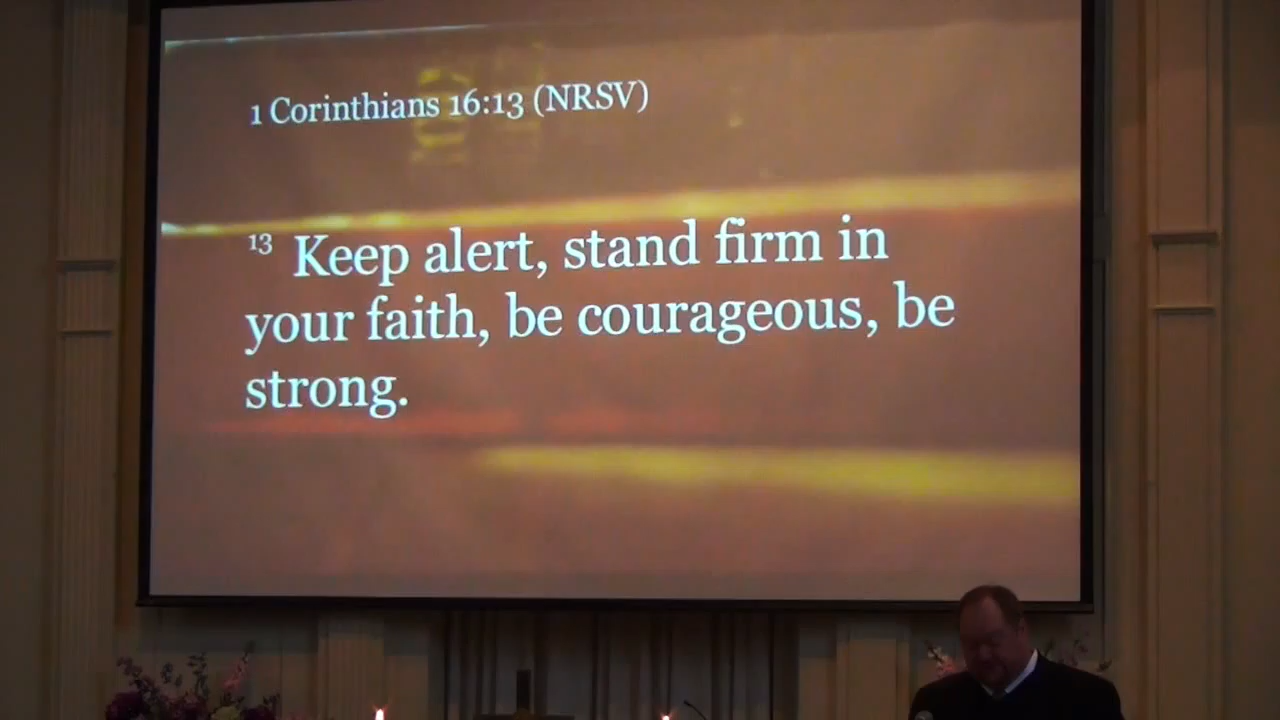 1 Corinthians 16:13 (NRSV)
13 Keep alert, stand firm in
your faith, be courageous, be
strong.